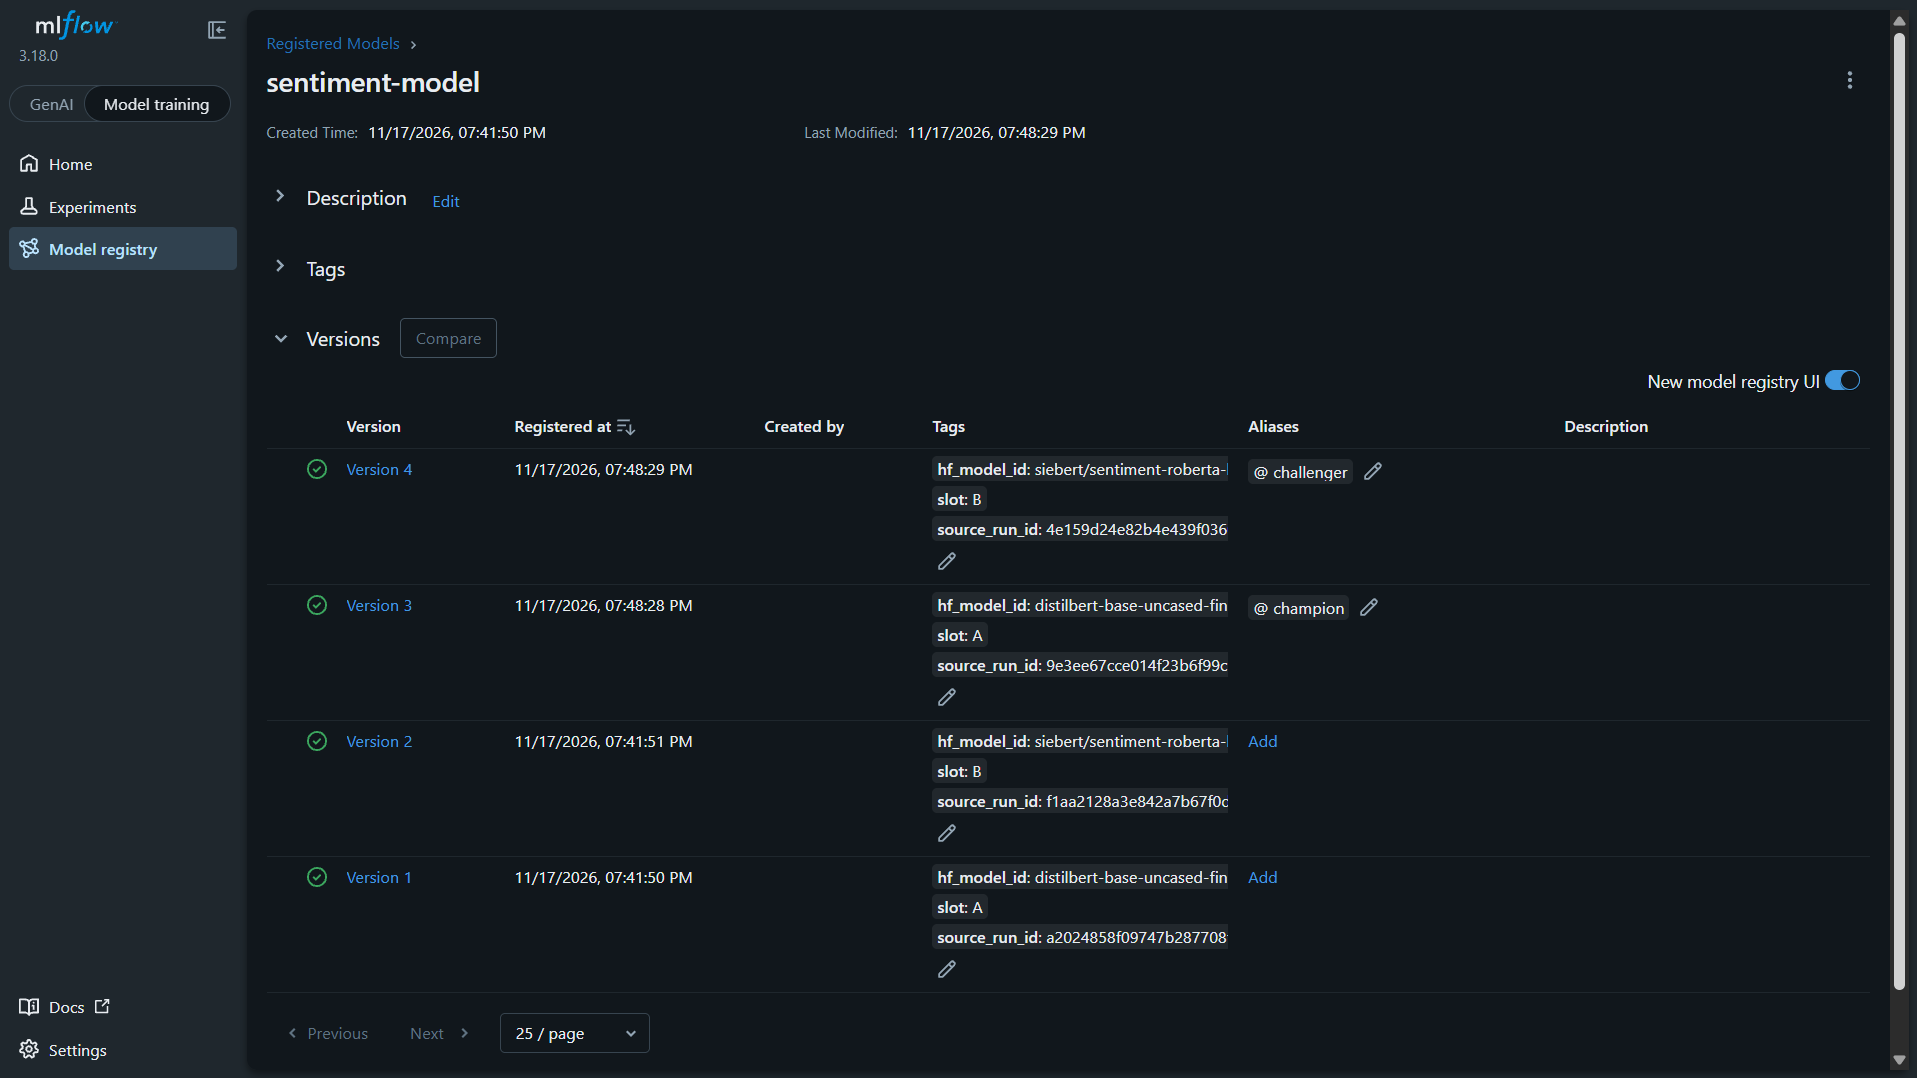 mlflow
3.18.0
GenAI
Model training
Home
Experiments
Model registry
Docs
Settings
Registered Models
sentiment-model
Created Time: 11/17/2026, 07:41:50 PM
Last Modified: 11/17/2026, 07:48:29 PM
Description Edit
Tags
Versions Compare
New model registry UI
Version Registered at Created by Tags Aliases Description
Version 4 11/17/2026, 07:48:29 PM hf_model_id: siebert/sentiment-roberta- @ challenger
slot: B
source_run_id: 4e159d24e82b4e439f036
Version 3 11/17/2026, 07:48:28 PM hf_model_id: distilbert-base-uncased-fin @ champion
slot: A
source_run_id: 9e3ee67cce014f23b6f99c
Version 2 11/17/2026, 07:41:51 PM hf_model_id: siebert/sentiment-roberta- Add
slot: B
source_run_id: f1aa2128a3e842a7b67f0c
Version 1 11/17/2026, 07:41:50 PM hf_model_id: distilbert-base-uncased-fin Add
slot: A
source_run_id: a2024858f09747b287708
Previous Next 25 / page